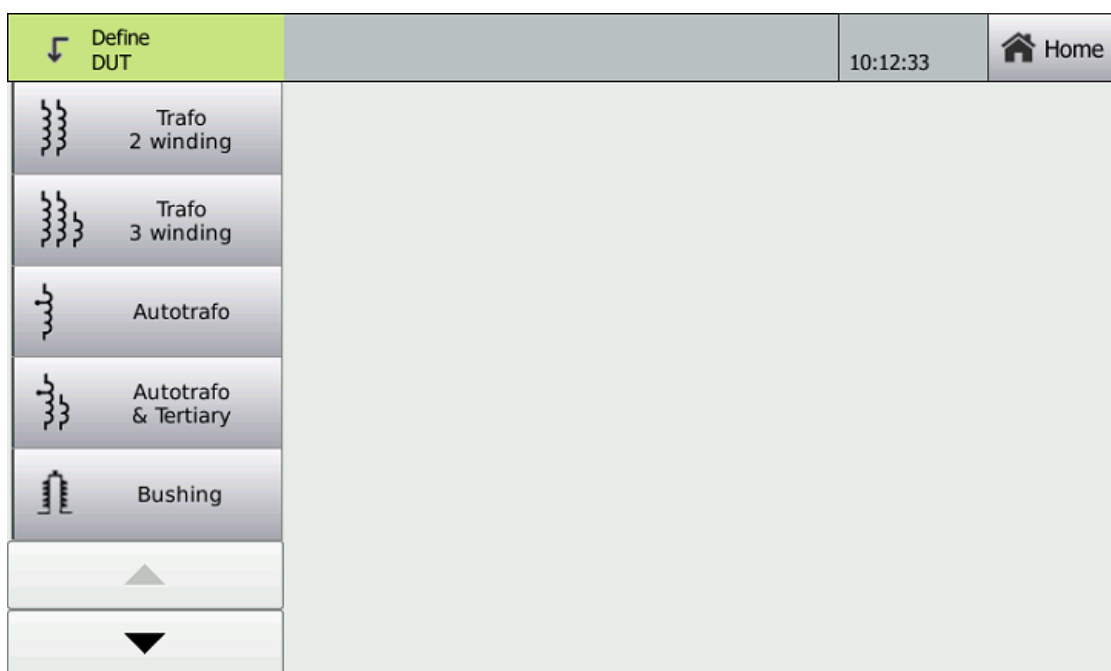 Define
DUT
10:12:33
Home
Trafo
2 winding
Trafo
3 winding
Autotrafo
Autotrafo
& Tertiary
Bushing